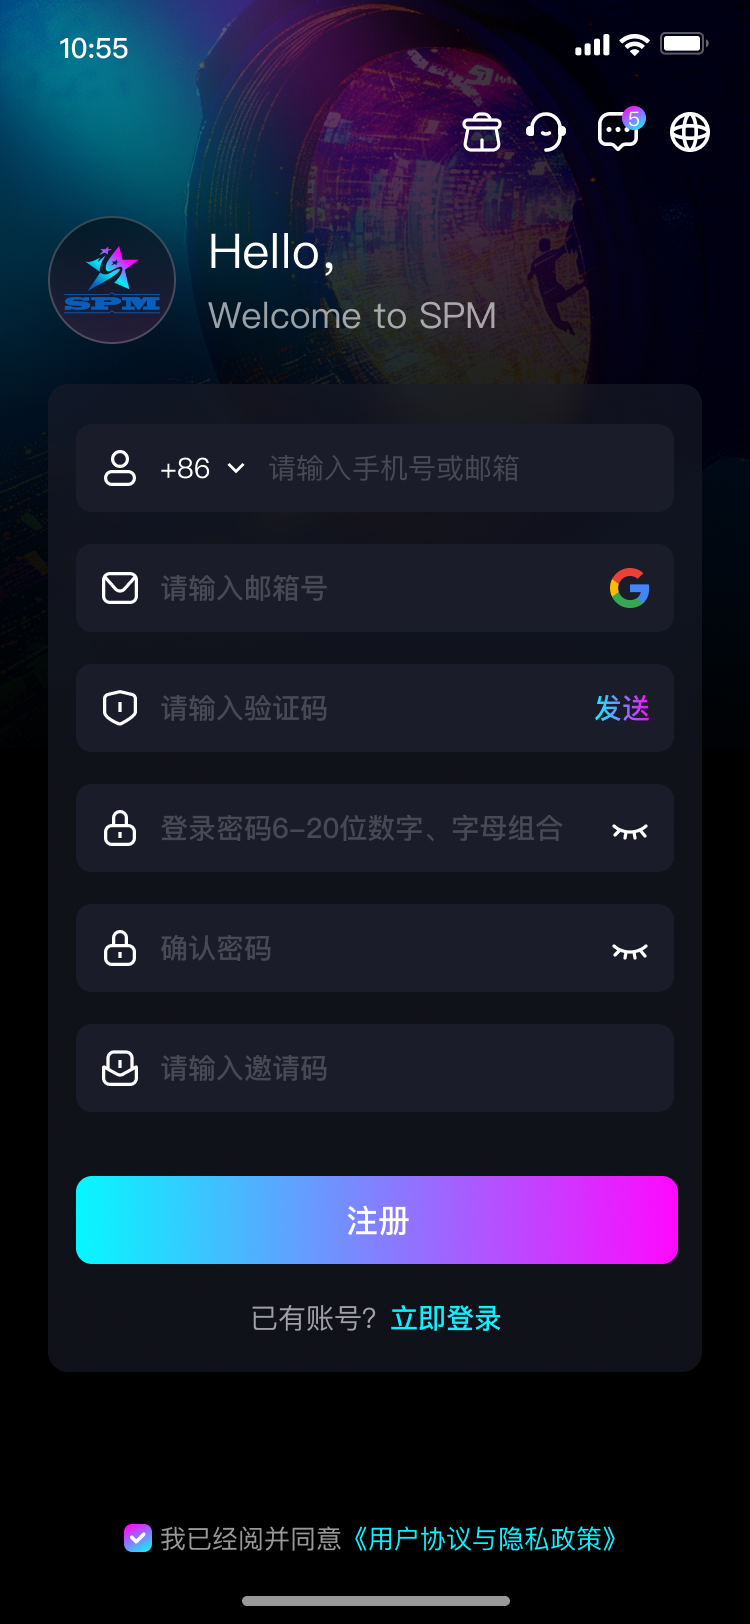 10:55
5
SPM
Hello，
Welcome to SPM
+86 请输入手机号或邮箱
请输入邮箱号
请输入验证码 发送
登录密码6-20位数字、字母组合
确认密码
请输入邀请码
注册
已有账号? 立即登录
我已经阅并同意《用户协议与隐私政策》